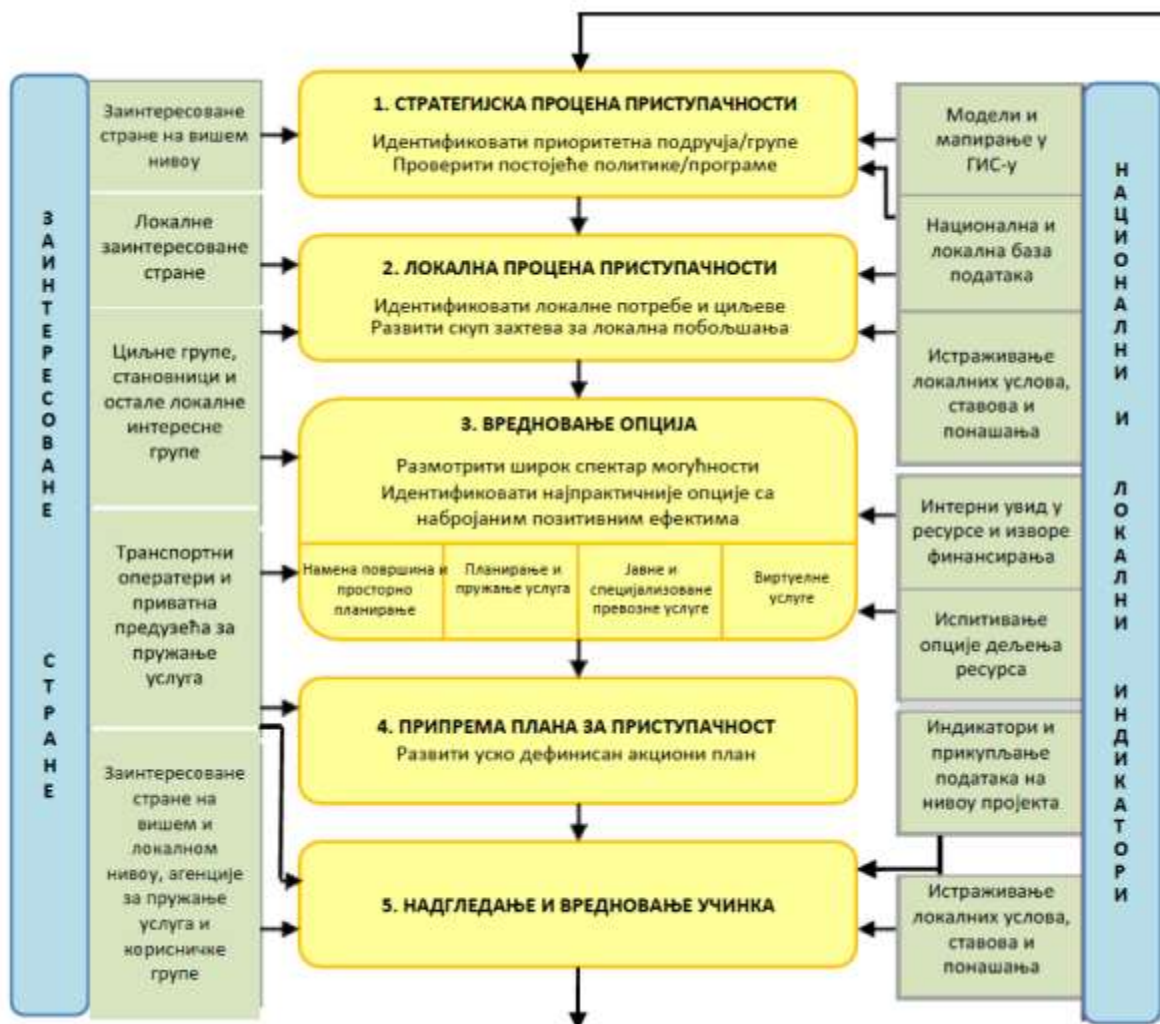 ЗАИНТЕРЕСОВАНЕ СТРАНЕ
Заинтересоване
стране на вишем
нивоу
Локалне
заинтересоване
стране
Циљне групе,
становници и
остале локалне
интересне
групе
Транспортни
оператери и
приватна
предузећа за
пружање
услуга
Заинтересоване
стране на
вишем и
локалном
нивоу, агенције
за пружање
услуга и
корисничке
групе
1. СТРАТЕГИЈСКА ПРОЦЕНА ПРИСТУПАЧНОСТИ
Идентификовати приоритетна подручја/групе
Проверити постојеће политике/програме
2. ЛОКАЛНА ПРОЦЕНА ПРИСТУПАЧНОСТИ
Идентификовати локалне потребе и циљеве
Развити скуп захтева за локална побољшања
3. ВРЕДНОВАЊЕ ОПЦИЈА
Размотрити широк спектар могућности
Идентификовати најпрактичније опције са
набројаним позитивним ефектима
Намена површина и
просторно
планирање
Планирање и
пружање услуга
Јавне и
специјализоване
превозне услуге
Виртуелне
услуге
4. ПРИПРЕМА ПЛАНА ЗА ПРИСТУПАЧНОСТ
Развити уско дефинисан акциони план
5. НАДГЛЕДАЊЕ И ВРЕДНОВАЊЕ УЧИНКА
Модели и
мапирање у
ГИС-у
Национална и
локална база
података
Истраживање
локалних услова,
ставова и
понашања
Интерни увид у
ресурсе и изворе
финансирања
Испитивање
опције дељења
ресурса
Индикатори и
прикупљање
података на
нивоу пројекта
Истраживање
локалних услова,
ставова и
понашања
НАЦИОНАЛНИ И ЛОКАЛНИ ИНДИКАТОРИ